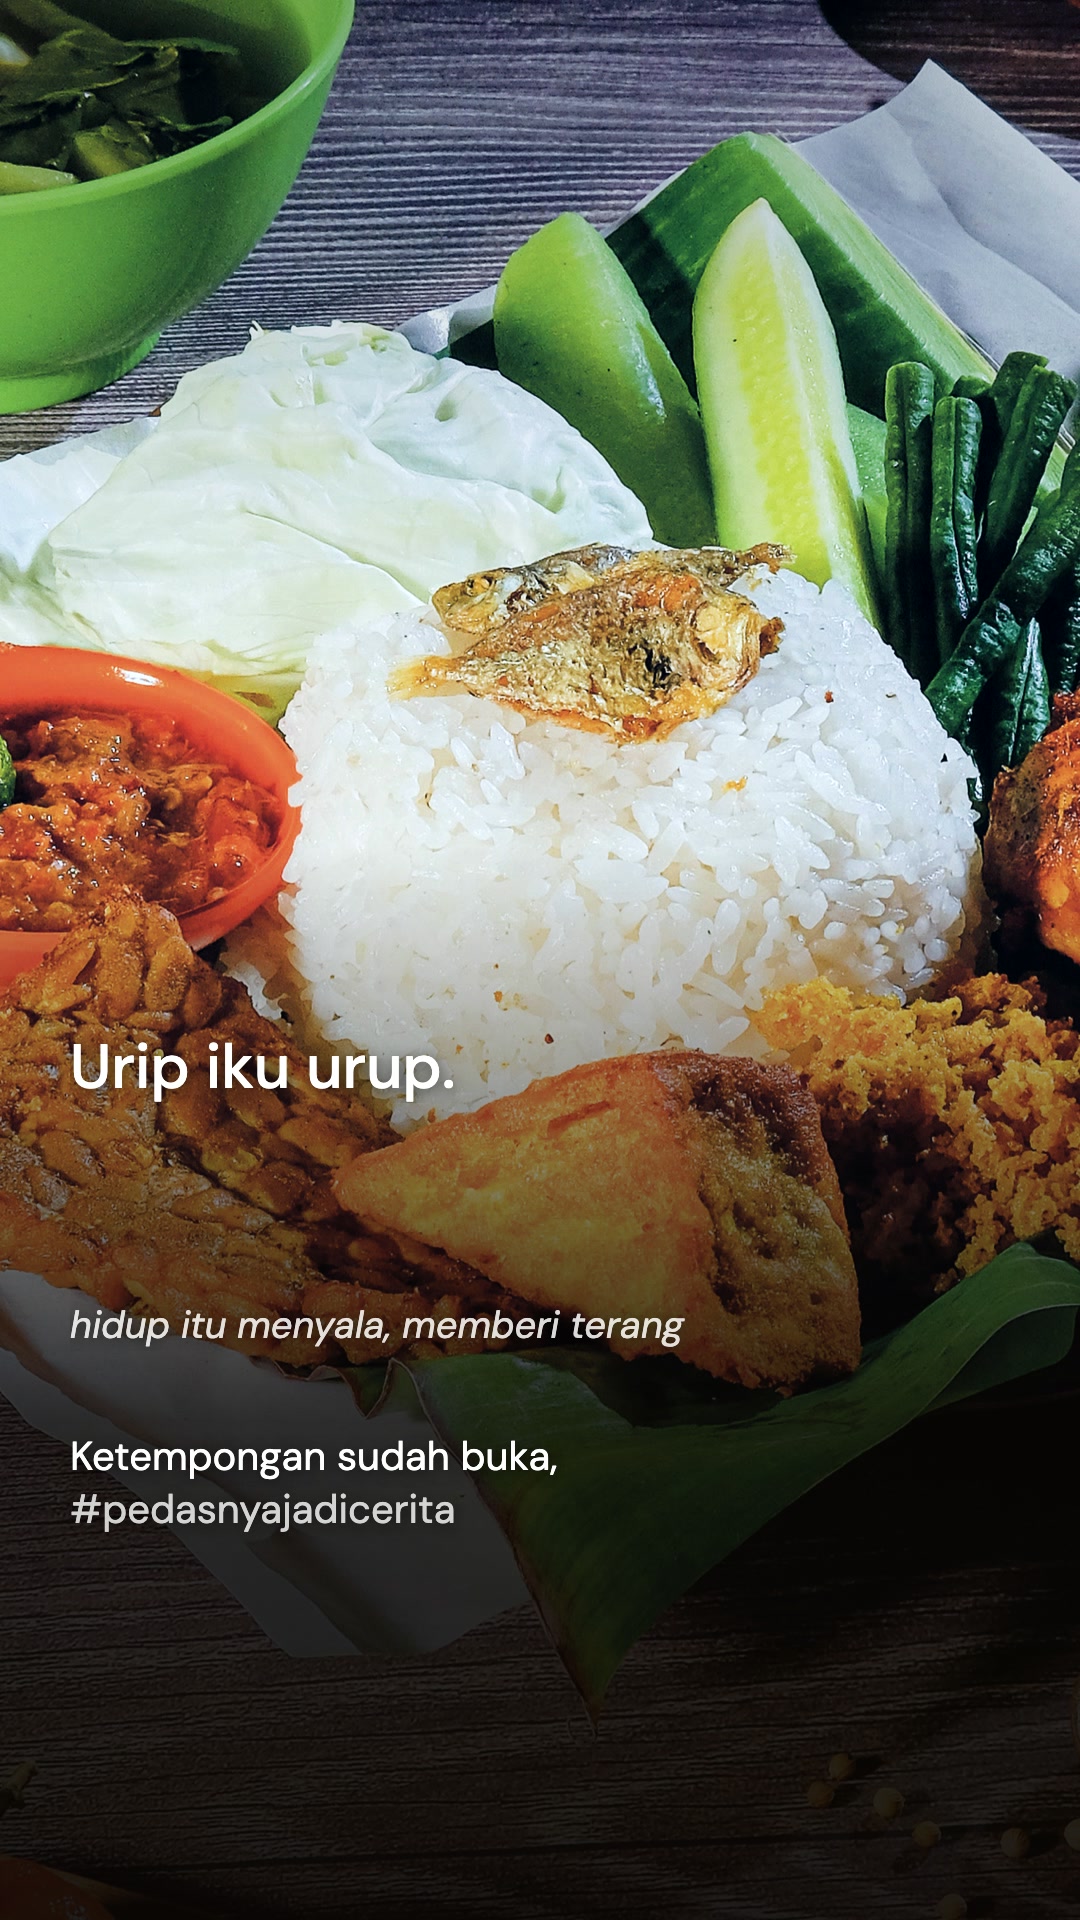 Urip iku urup.
hidup itu menyala, memberi terang
Ketempongan sudah buka,
#pedasnyajadicerita